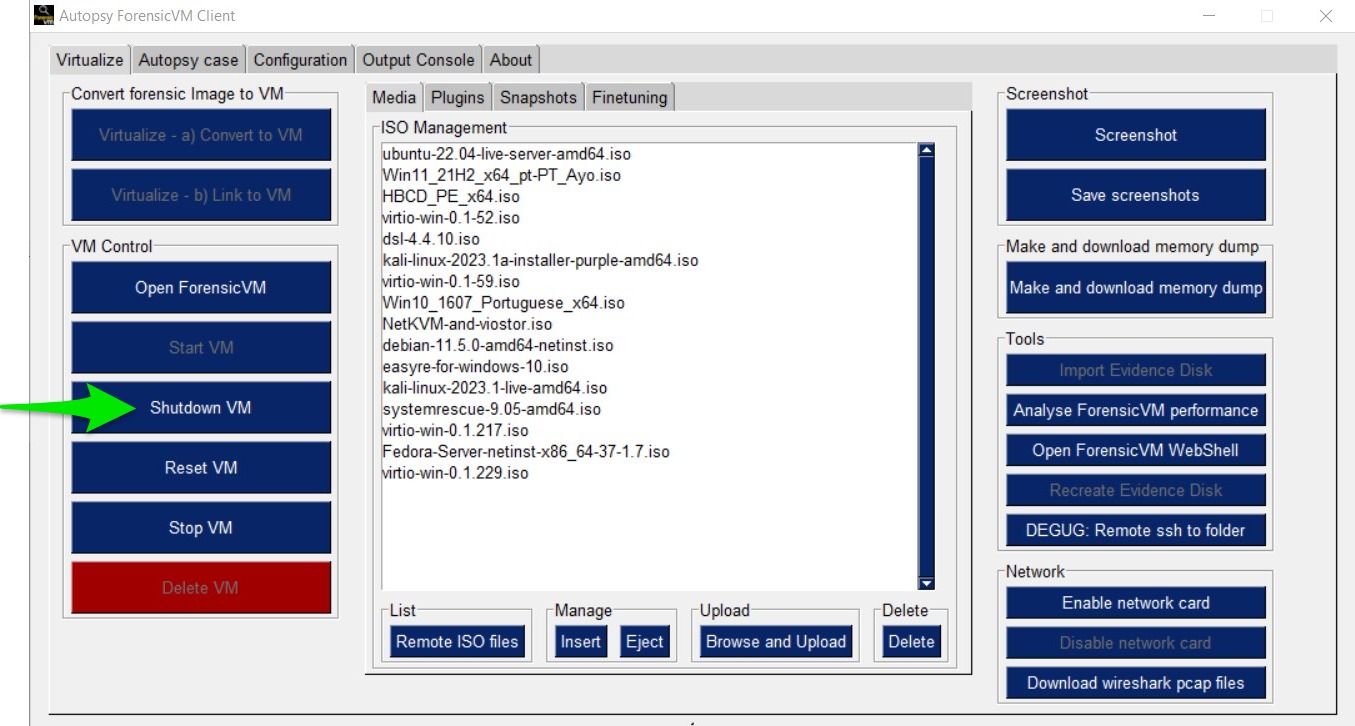 Autopsy ForensicVM Client
Virtualize Autopsy case Configuration Output Console About
Convert forensic Image to VM
Virtualize - a) Convert to VM
Virtualize - b) Link to VM
VM Control
Open ForensicVM
Start VM
Shutdown VM
Reset VM
Stop VM
Delete VM
Media Plugins Snapshots Finetuning
ISO Management
ubuntu-22.04-live-server-amd64.iso
Win11_21H2_x64_pt-PT_Ayo.iso
HBCD_PE_x64.iso
virtio-win-0.1-52.iso
dsl-4.4.10.iso
kali-linux-2023.1a-installer-purple-amd64.iso
virtio-win-0.1-59.iso
Win10_1607_Portuguese_x64.iso
NetKVM-and-viostor.iso
debian-11.5.0-amd64-netinst.iso
easyre-for-windows-10.iso
kali-linux-2023.1-live-amd64.iso
systemrescue-9.05-amd64.iso
virtio-win-0.1.217.iso
Fedora-Server-netinst-x86_64-37-1.7.iso
virtio-win-0.1.229.iso
List
Remote ISO files
Manage
Insert Eject
Upload
Browse and Upload
Delete
Delete
Screenshot
Screenshot
Save screenshots
Make and download memory dump
Make and download memory dump
Tools
Import Evidence Disk
Analyse ForensicVM performance
Open ForensicVM WebShell
Recreate Evidence Disk
DEGUG: Remote ssh to folder
Network
Enable network card
Disable network card
Download wireshark pcap files